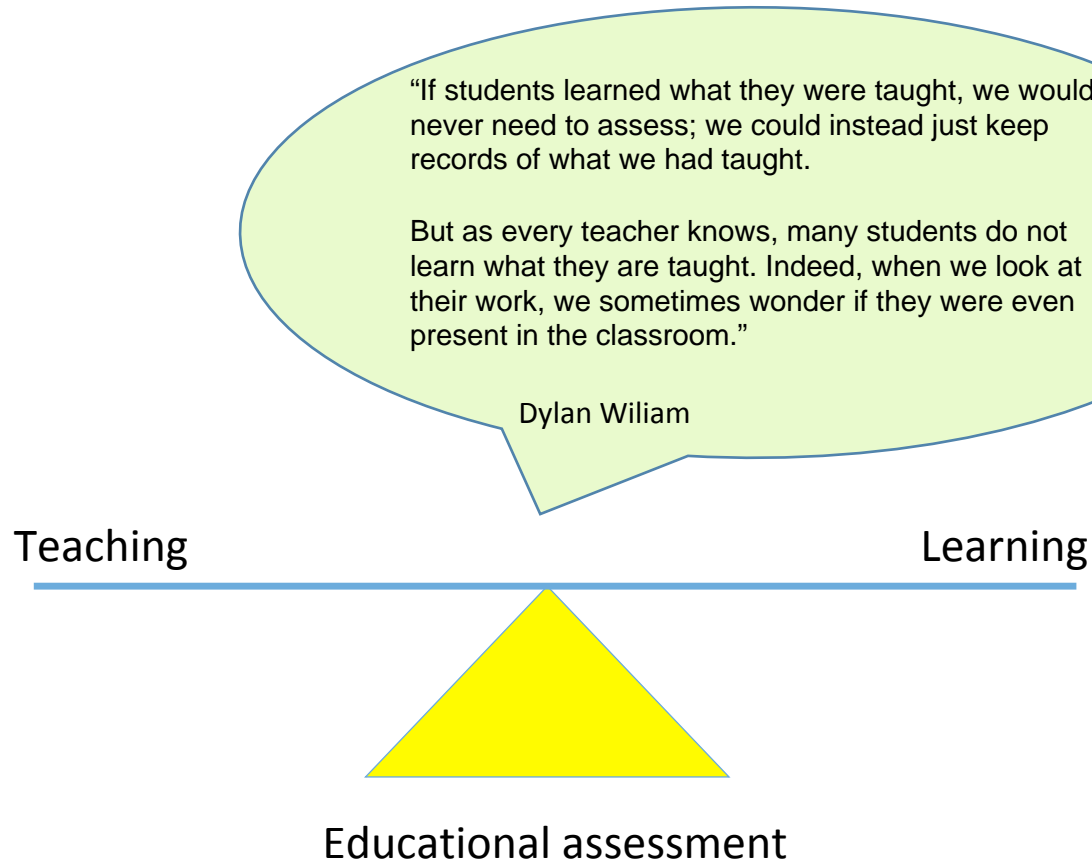 “If students learned what they were taught, we would
never need to assess; we could instead just keep
records of what we had taught.
But as every teacher knows, many students do not
learn what they are taught. Indeed, when we look at
their work, we sometimes wonder if they were even
present in the classroom.”
Dylan Wiliam
Teaching
Learning
Educational assessment